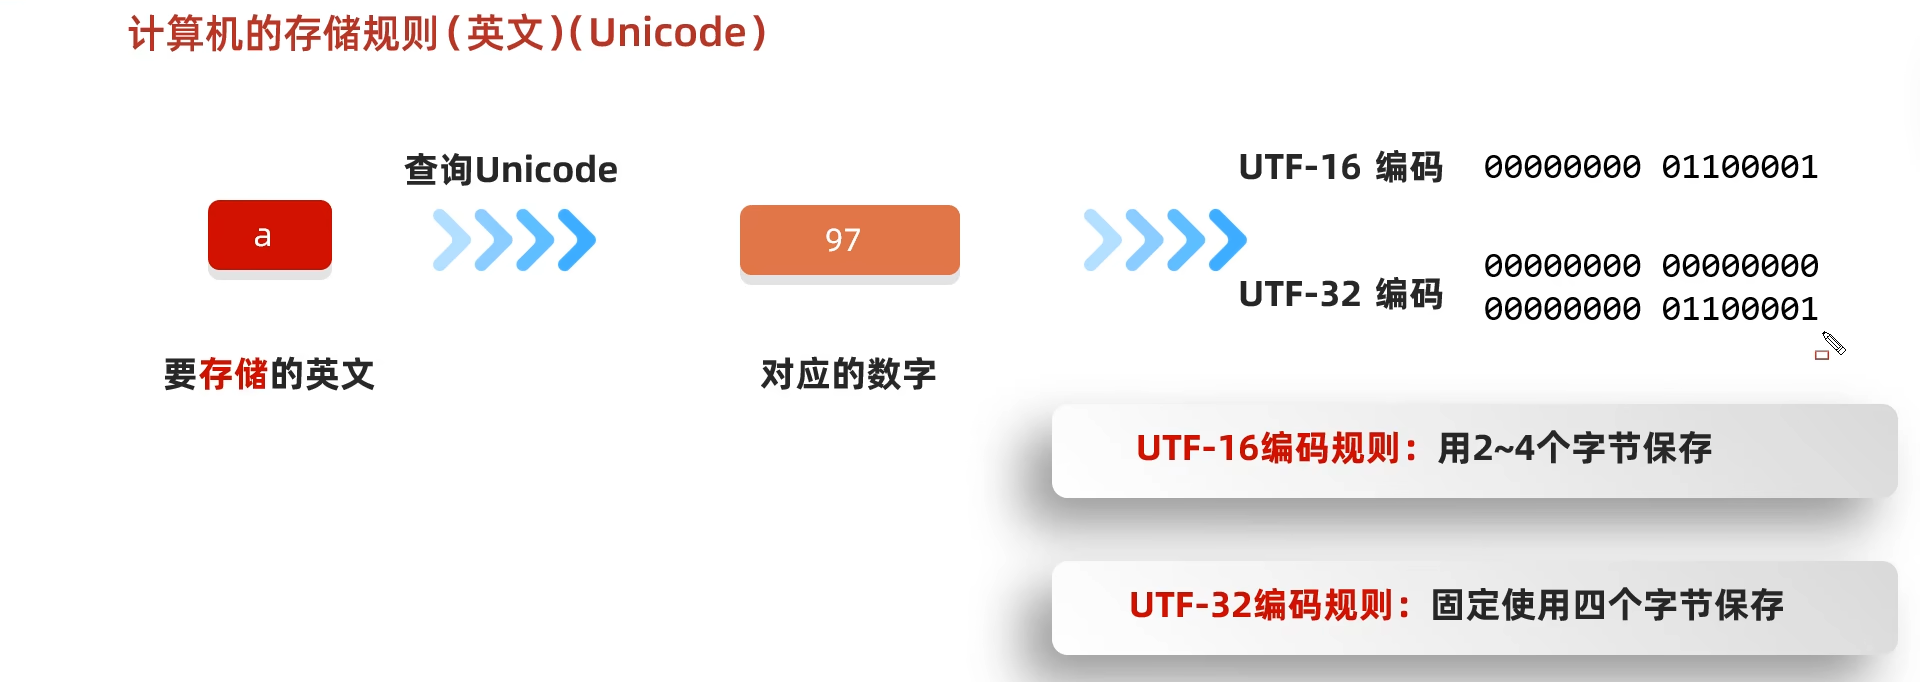 计算机的存储规则(英文)(Unicode)
查询Unicode
a
97
要存储的英文
对应的数字
UTF-16 编码 00000000 01100001
UTF-32 编码 00000000 00000000
00000000 01100001
UTF-16编码规则：用2~4个字节保存
UTF-32编码规则：固定使用四个字节保存